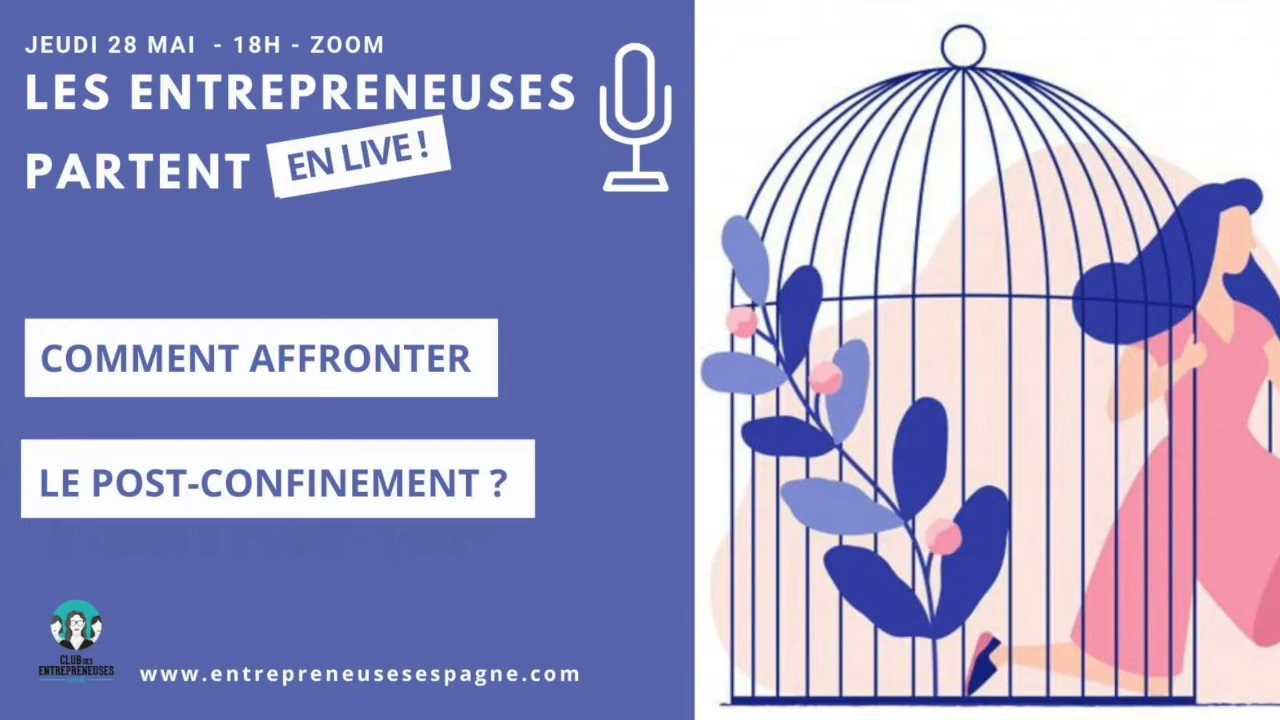 JEUDI 28 MAI - 18H - ZOOM
LES ENTREPRENEUSES
PARTENT EN LIVE !
COMMENT AFFRONTER
LE POST-CONFINEMENT ?
CLUB DES
ENTREPRENEUSES
www.entrepreneusesespagne.com